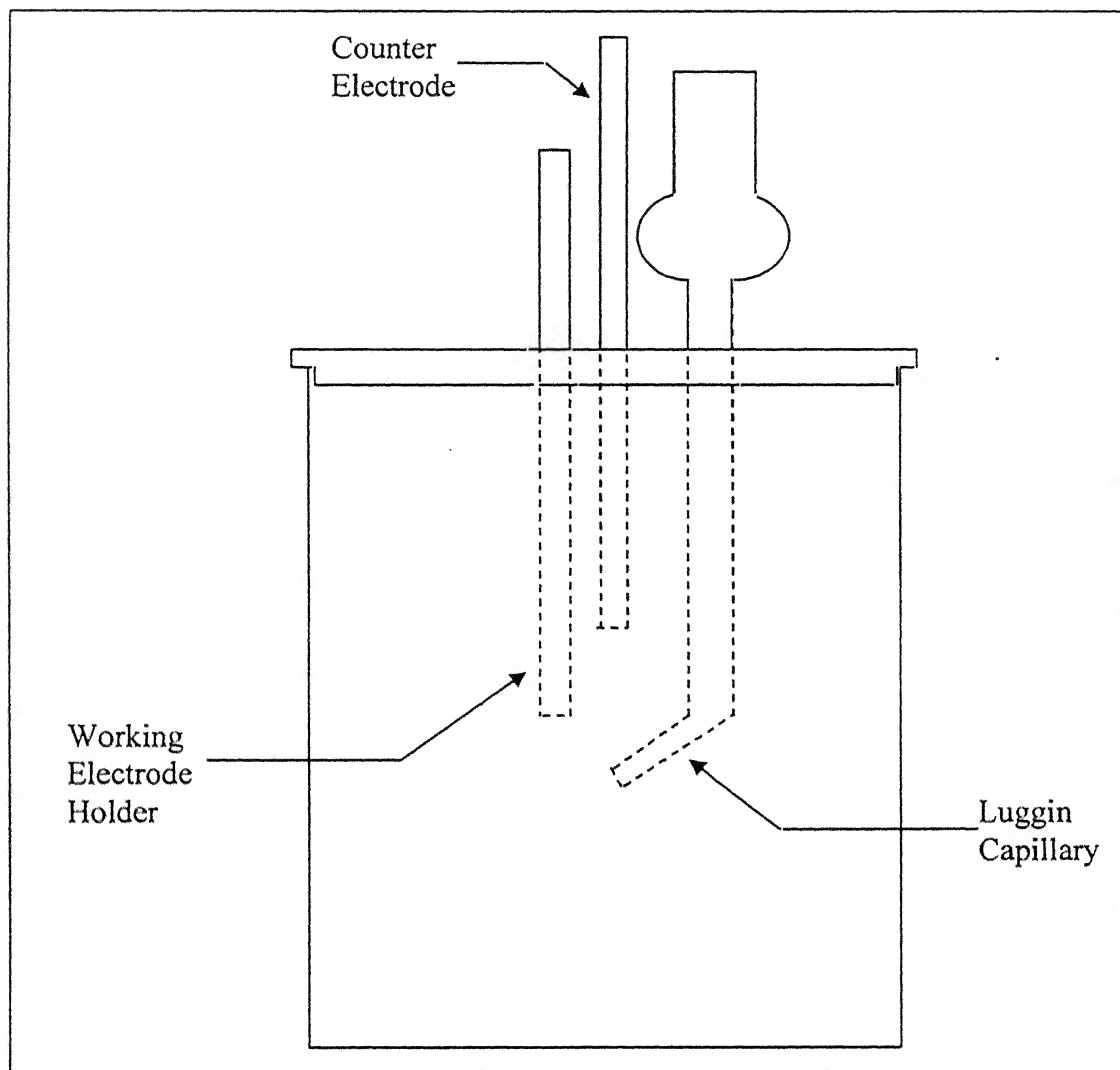 Counter
Electrode
Working
Electrode
Holder
Luggin
Capillary